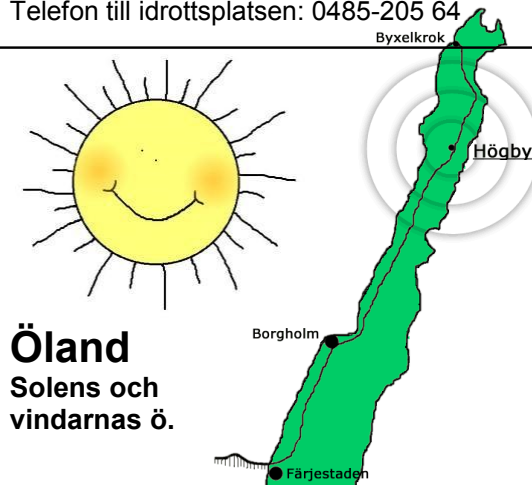 Telefon till idrottsplatsen: 0485-205 64
Byxelkrok
Högby
Borgholm
Öland
Solens och
vindarnas ö.
Färjestaden